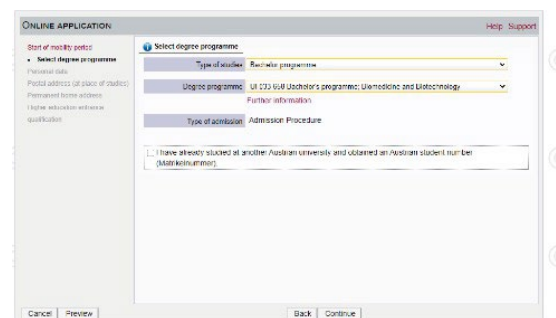 ONLINE APPLICATION
Help Support
Start of mobility period
Select degree programme
Personal data
Postal address (at place of studies)
Permanent home address
Higher education entrance
qualification
Select degree programme
Type of studies Bachelor programme
Degree programme UI 033 650 Bachelor's programme; Biomedicine and Biotechnology
Further information
Type of admission Admission Procedure
I have already studied at another Austrian university and obtained an Austrian student number
(Matrikelnummer).
Cancel Preview Back Continue